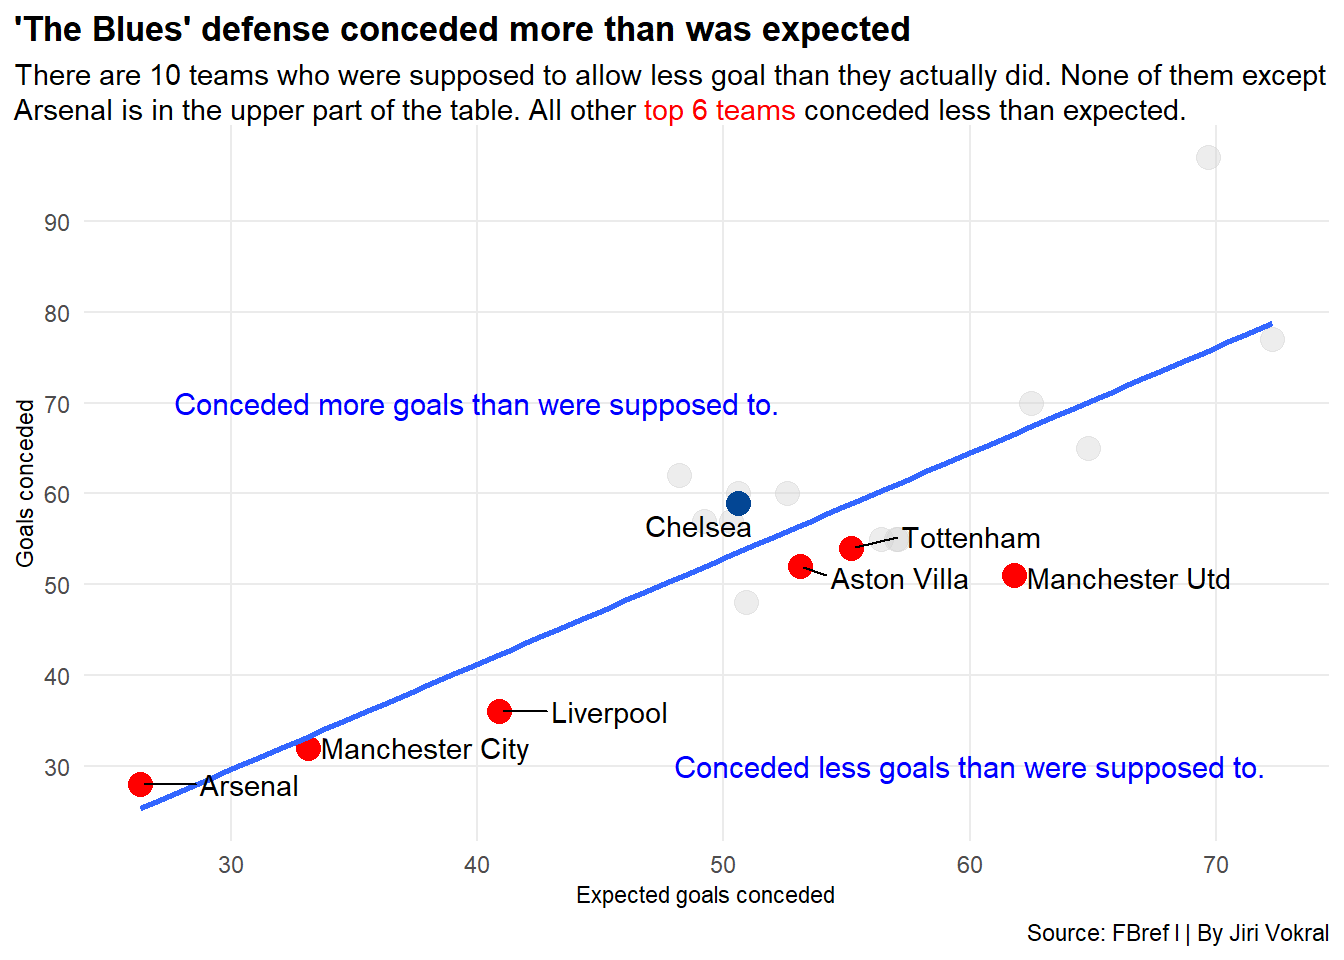 'The Blues' defense conceded more than was expected
There are 10 teams who were supposed to allow less goal than they actually did. None of them except
Arsenal is in the upper part of the table. All other top 6 teams conceded less than expected.
90
80
70
60
50
40
30
Goals conceded
Conceded more goals than were supposed to.
Chelsea
Tottenham
Aston Villa
Manchester Utd
Liverpool
Manchester City
Conceded less goals than were supposed to.
Arsenal
30
40
50
60
70
Expected goals conceded
Source: FBref l | By Jiri Vokral